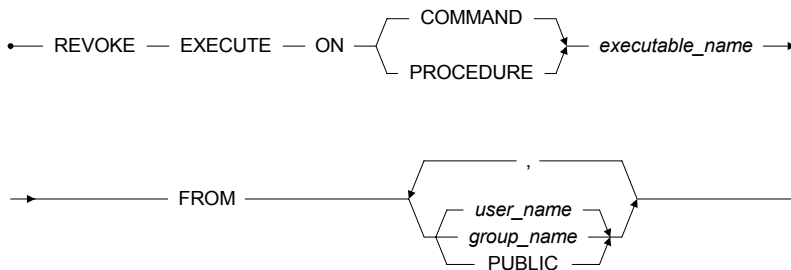 COMMAND
REVOKE EXECUTE ON executable_name
PROCEDURE
,
FROM
user_name
group_name
PUBLIC